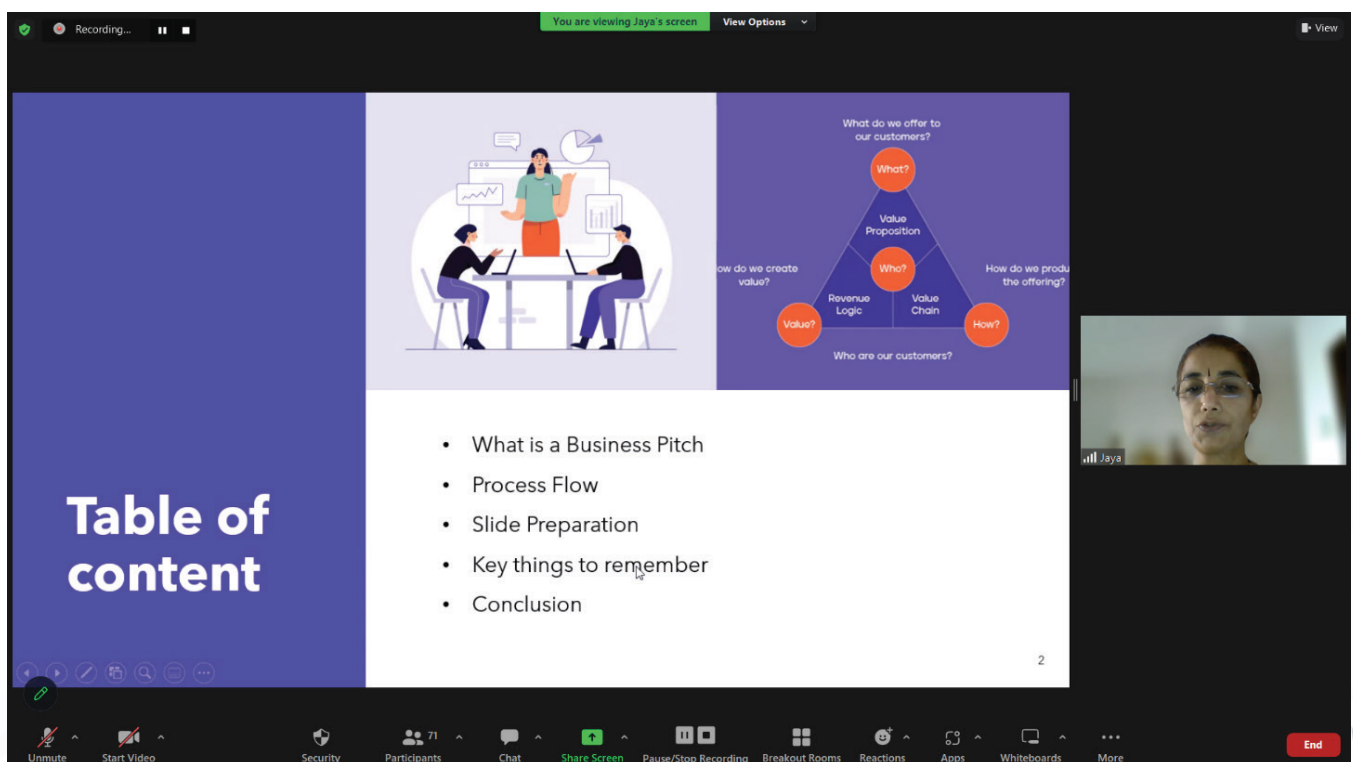 Recording...
You are viewing Jaya's screen
View Options
View
What do we offer to
our customers?
What?
Value
Proposition
ow do we create
value?
Who?
How do we produ
the offering?
Revenue
Logic
Value
Chain
Value?
How?
Who are our customers?
Table of
content
• What is a Business Pitch
• Process Flow
• Slide Preparation
• Key things to remember
• Conclusion
2
Jaya
Unmute
Start Video
Security
71
Participants
Chat
Share Screen
Pause/Stop Recording
Breakout Rooms
Reactions
Apps
Whiteboards
More
End